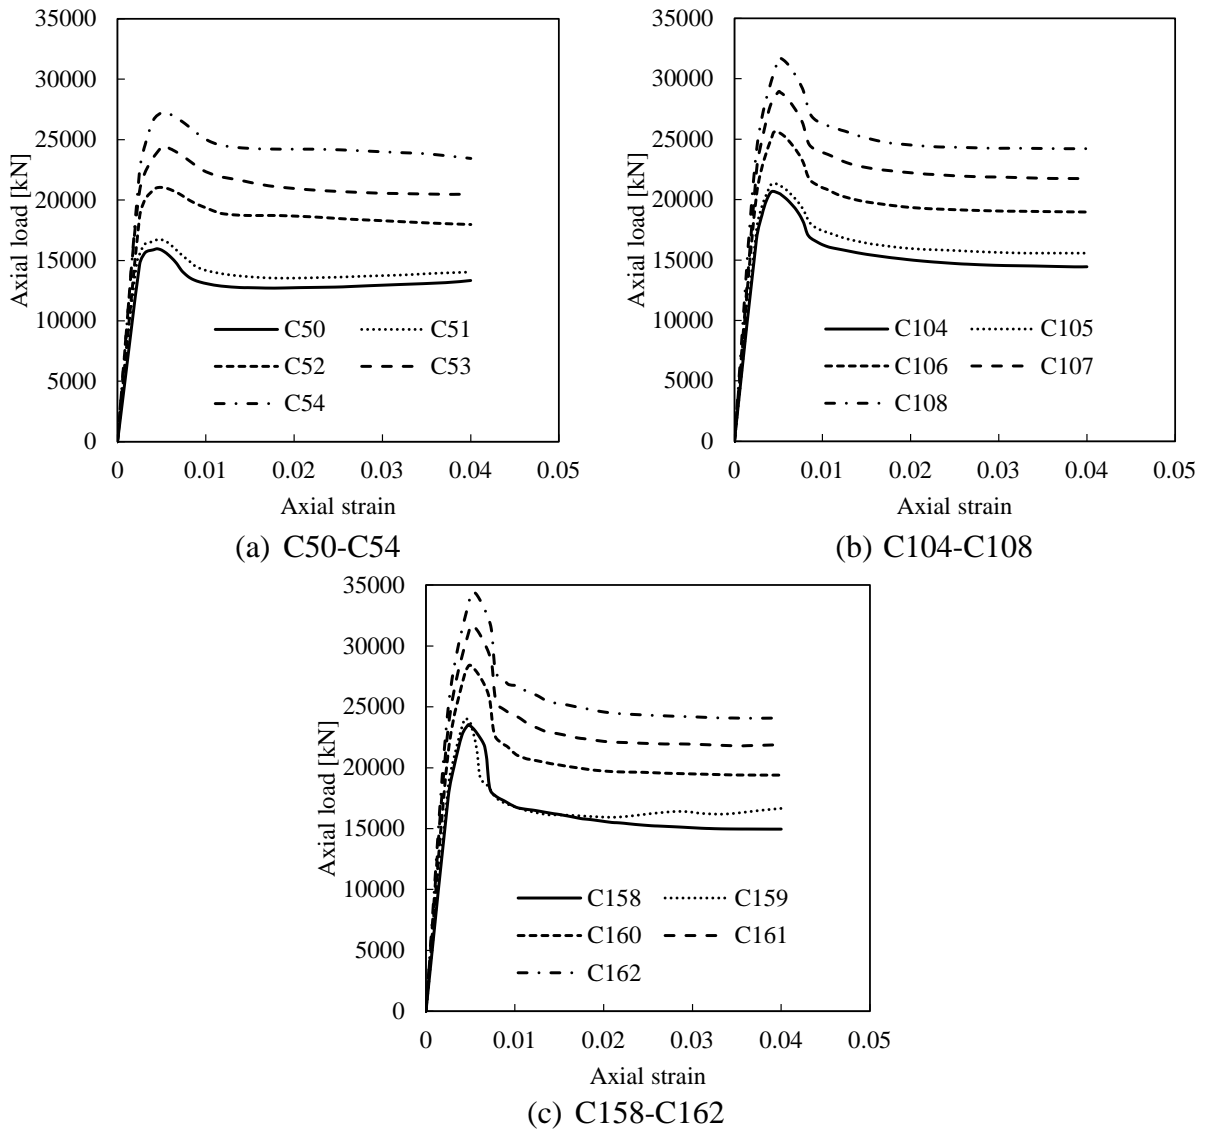 35000
30000
25000
20000
15000
10000
5000
0
Axial load [kN]
C50 C51
C52 C53
C54
0 0.01 0.02 0.03 0.04 0.05
Axial strain
(a) C50-C54
35000
30000
25000
20000
15000
10000
5000
0
Axial load [kN]
C104 C105
C106 C107
C108
0 0.01 0.02 0.03 0.04 0.05
Axial strain
(b) C104-C108
35000
30000
25000
20000
15000
10000
5000
0
Axial load [kN]
C158 C159
C160 C161
C162
0 0.01 0.02 0.03 0.04 0.05
Axial strain
(c) C158-C162